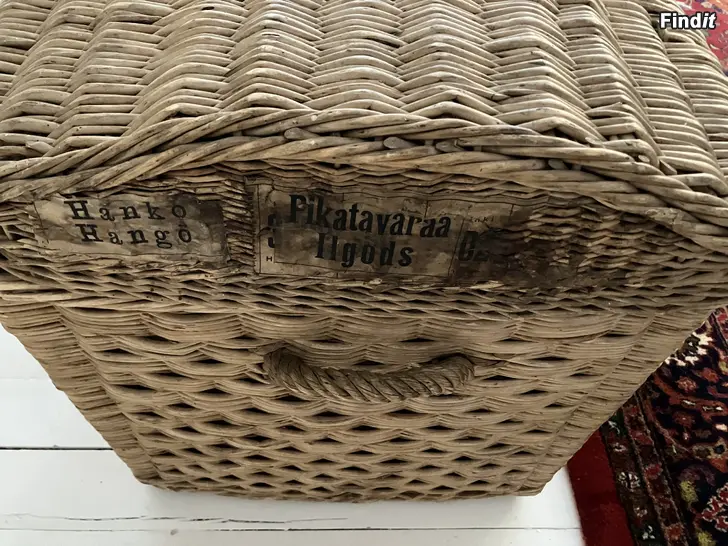 Findit
Hanko
Hangö
Pikatavaraa
Ilgods